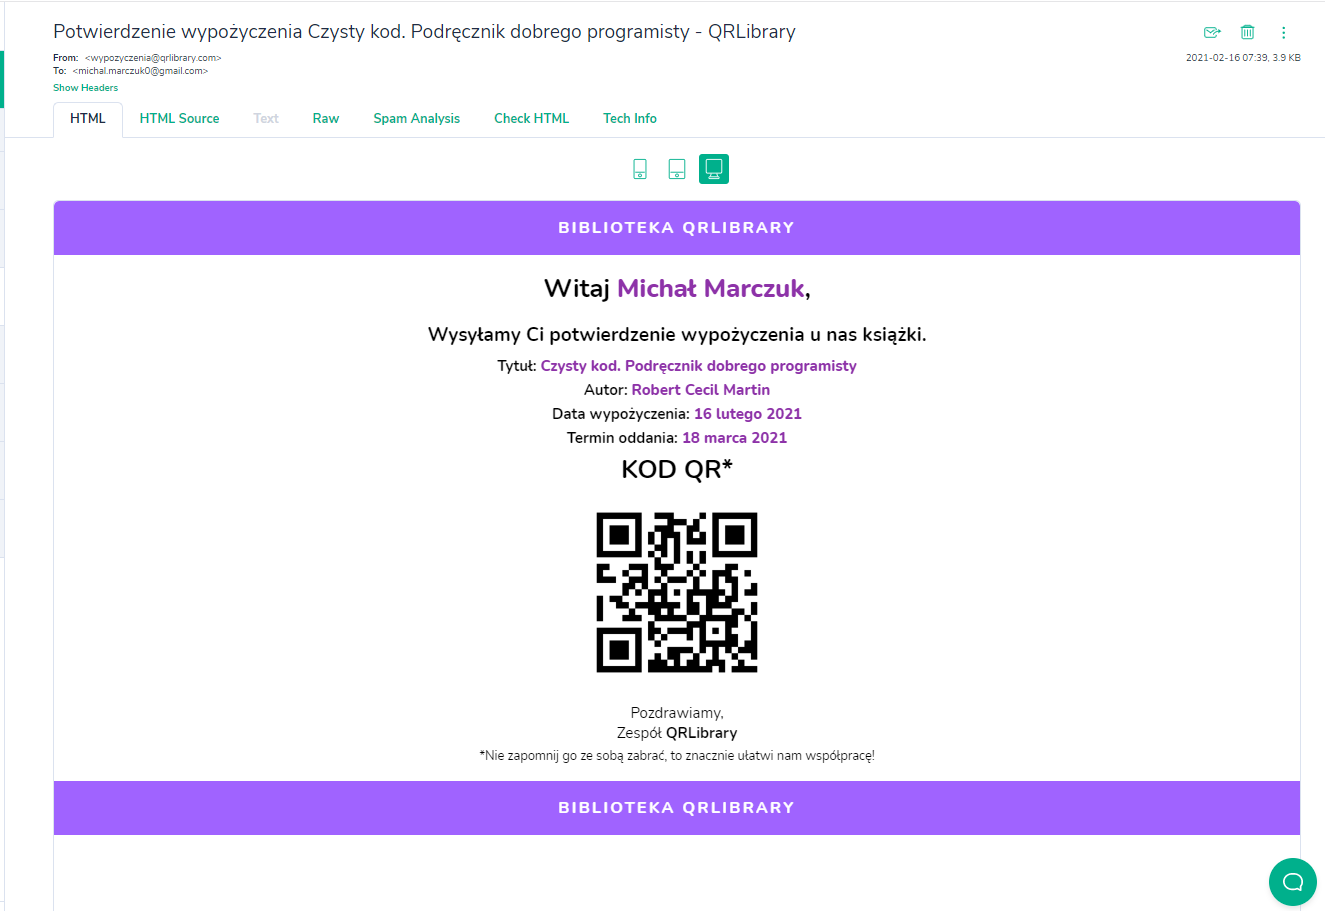 Potwierdzenie wypożyczenia Czysty kod. Podręcznik dobrego programisty - QRLibrary
From: <wypozyczenia@qrlibrary.com>
2021-02-16 07:39, 3.9 KB
To: <michal.marczuk0@gmail.com>
Show Headers
HTML HTML Source Text Raw Spam Analysis Check HTML Tech Info
BIBLIOTEKA QRLIBRARY
Witaj Michał Marczuk,
Wysyłamy Ci potwierdzenie wypożyczenia u nas książki.
Tytuł: Czysty kod. Podręcznik dobrego programisty
Autor: Robert Cecil Martin
Data wypożyczenia: 16 lutego 2021
Termin oddania: 18 marca 2021
KOD QR*
Pozdrawiamy,
Zespół QRLibrary
*Nie zapomnij go ze sobą zabrać, to znacznie ułatwi nam współpracę!
BIBLIOTEKA QRLIBRARY